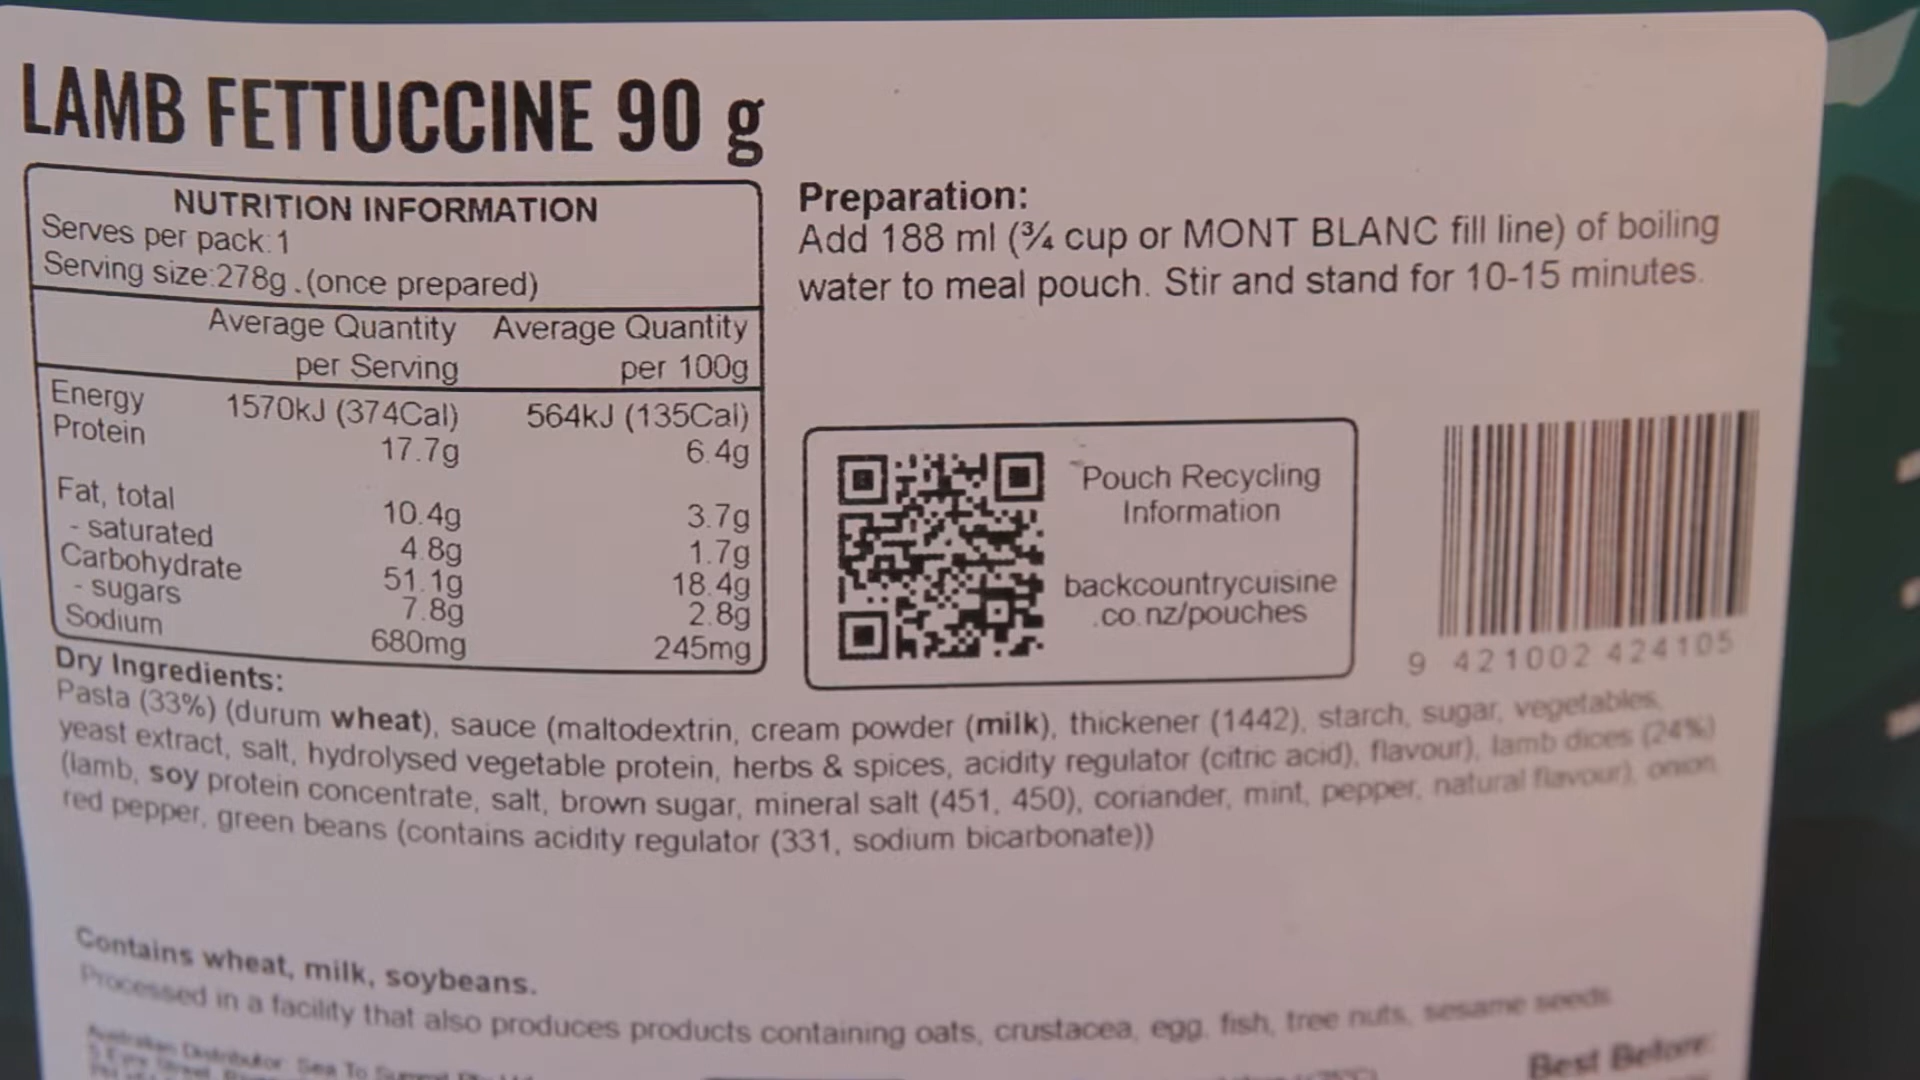 LAMB FETTUCCINE 90 g
NUTRITION INFORMATION
Serves per pack:1
Serving size:278g.(once prepared)
Average Quantity per Serving Average Quantity per 100g
Energy 1570kJ (374Cal) 564kJ (135Cal)
Protein 17.7g 6.4g
Fat, total 10.4g 3.7g
- saturated 4.8g 1.7g
Carbohydrate 51.1g 18.4g
- sugars 7.8g 2.8g
Sodium 680mg 245mg
Preparation:
Add 188 ml (¾ cup or MONT BLANC fill line) of boiling
water to meal pouch. Stir and stand for 10-15 minutes.
Pouch Recycling
Information
backcountrycuisine
.co.nz/pouches
9 421002 424105
Dry Ingredients:
Pasta (33%) (durum wheat), sauce (maltodextrin, cream powder (milk), thickener (1442), starch, sugar, vegetables,
yeast extract, salt, hydrolysed vegetable protein, herbs & spices, acidity regulator (citric acid), flavour), lamb dices (24%)
(lamb, soy protein concentrate, salt, brown sugar, mineral salt (451, 450), coriander, mint, pepper, natural flavour), onion,
red pepper, green beans (contains acidity regulator (331, sodium bicarbonate))
Contains wheat, milk, soybeans.
Processed in a facility that also produces products containing oats, crustacea, egg, fish, tree nuts, sesame seeds.
Australian Distributor: Sea To Summit
Best Before: